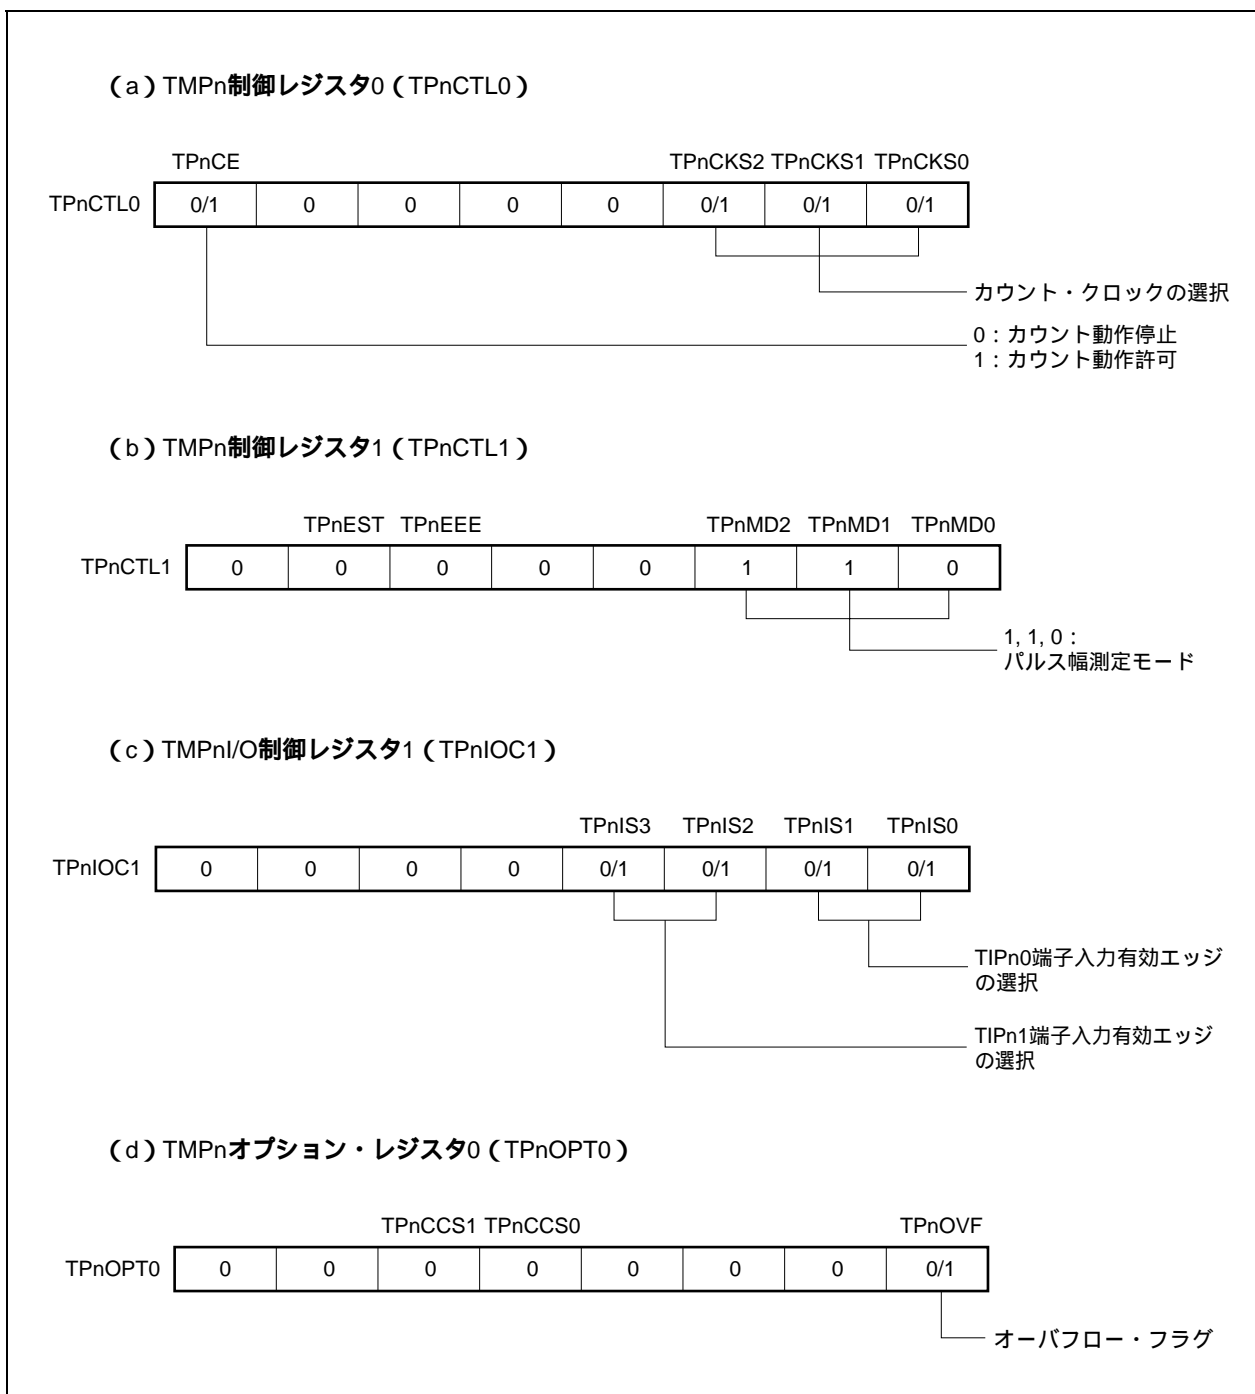 （a）TMPn制御レジスタ0（TPnCTL0）
TPnCE TPnCKS2 TPnCKS1 TPnCKS0
TPnCTL0 0/1 0 0 0 0 0/1 0/1 0/1
カウント・クロックの選択
0：カウント動作停止
1：カウント動作許可
（b）TMPn制御レジスタ1（TPnCTL1）
TPnEST TPnEEE TPnMD2 TPnMD1 TPnMD0
TPnCTL1 0 0 0 0 0 1 1 0
1, 1, 0：
パルス幅測定モード
（c）TMPnI/O制御レジスタ1（TPnIOC1）
TPnIS3 TPnIS2 TPnIS1 TPnIS0
TPnIOC1 0 0 0 0 0/1 0/1 0/1 0/1
TIPn0端子入力有効エッジ
の選択
TIPn1端子入力有効エッジ
の選択
（d）TMPnオプション・レジスタ0（TPnOPT0）
TPnCCS1 TPnCCS0 TPnOVF
TPnOPT0 0 0 0 0 0 0 0 0/1
オーバフロー・フラグ